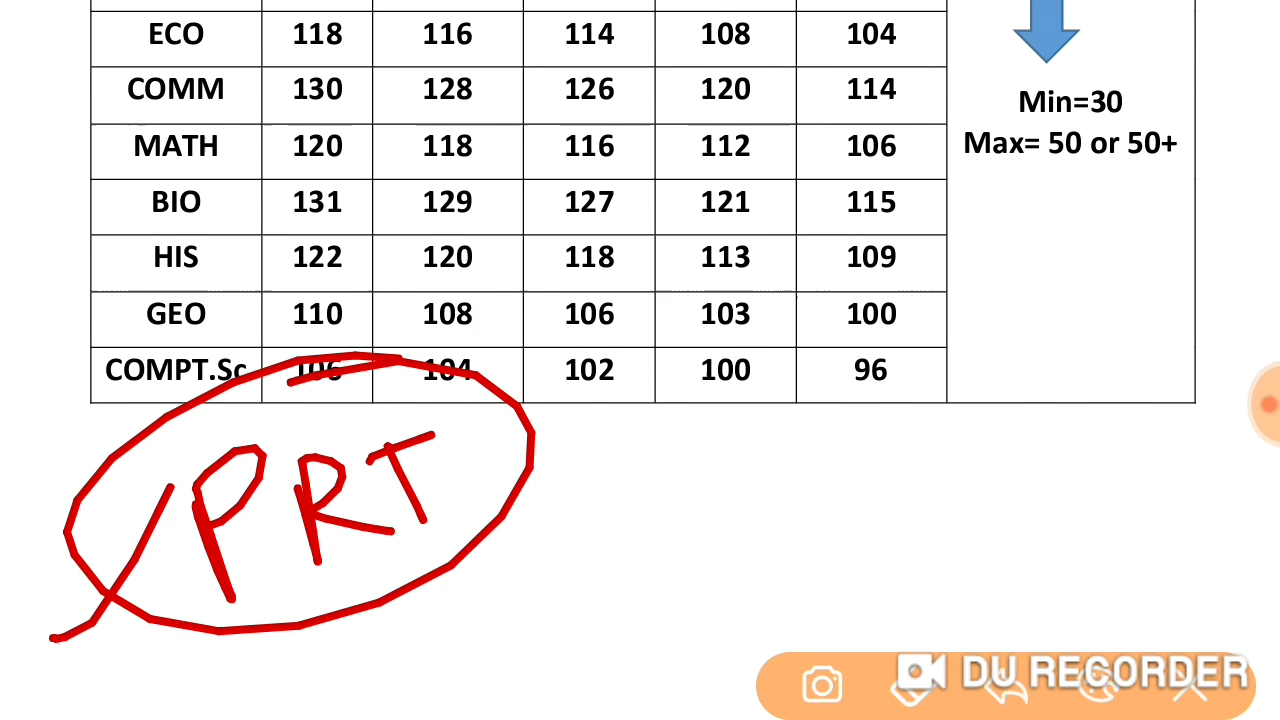 ECO 118 116 114 108 104
COMM 130 128 126 120 114
MATH 120 118 116 112 106
BIO 131 129 127 121 115
HIS 122 120 118 113 109
GEO 110 108 106 103 100
COMPT.Sc 106 104 102 100 96
Min=30
Max= 50 or 50+
PRT
DU RECORDER